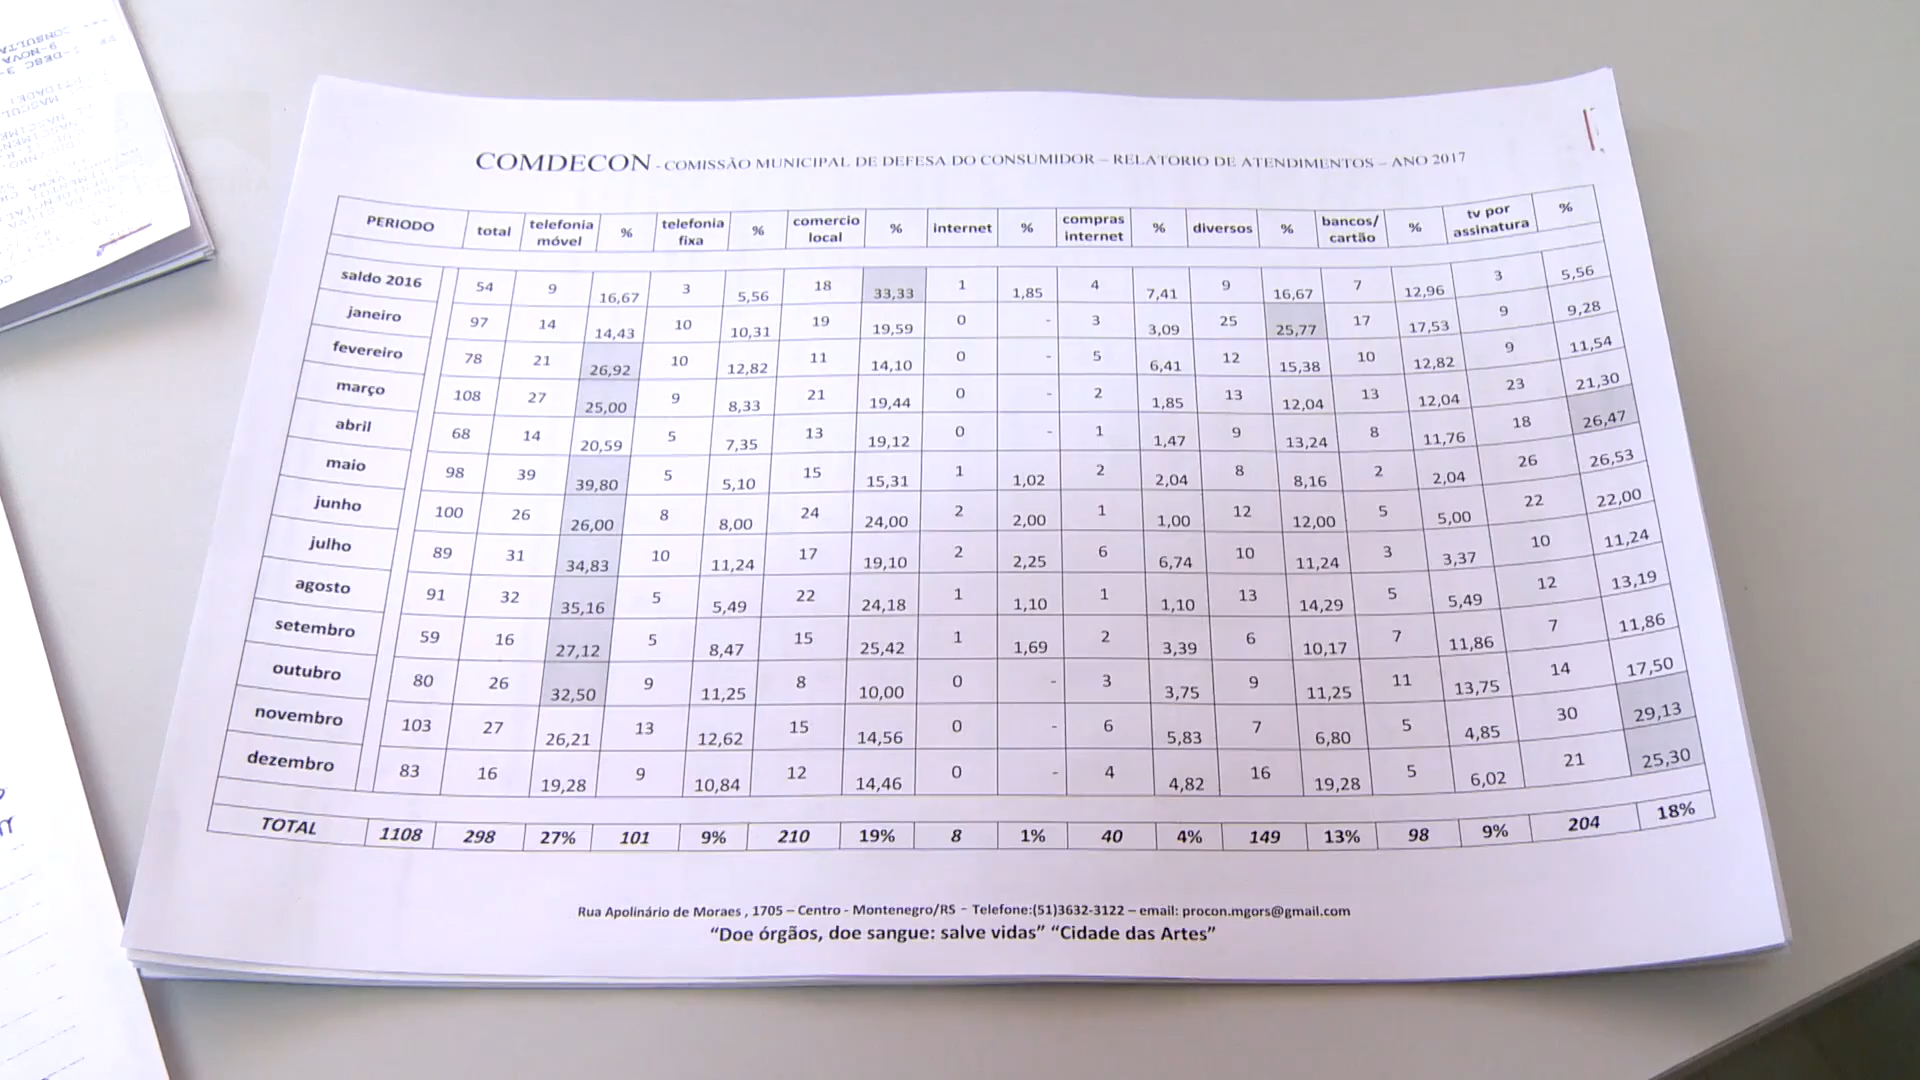 COMDECON - COMISSÃO MUNICIPAL DE DEFESA DO CONSUMIDOR – RELATORIO DE ATENDIMENTOS – ANO 2017
PERIODO total telefonia móvel % telefonia fixa % comercio local % internet % compras internet % diversos % bancos/ cartão % tv por assinatura %
saldo 2016 54 9 16,67 3 5,56 18 33,33 1 1,85 4 7,41 9 16,67 7 12,96 3 5,56
janeiro 97 14 14,43 10 10,31 19 19,59 0 - 3 3,09 25 25,77 17 17,53 9 9,28
fevereiro 78 21 26,92 10 12,82 11 14,10 0 - 5 6,41 12 15,38 10 12,82 9 11,54
março 108 27 25,00 9 8,33 21 19,44 0 - 2 1,85 13 12,04 13 12,04 23 21,30
abril 68 14 20,59 5 7,35 13 19,12 0 - 1 1,47 9 13,24 8 11,76 18 26,47
maio 98 39 39,80 5 5,10 15 15,31 1 1,02 2 2,04 8 8,16 2 2,04 26 26,53
junho 100 26 26,00 8 8,00 24 24,00 2 2,00 1 1,00 12 12,00 5 5,00 22 22,00
julho 89 31 34,83 10 11,24 17 19,10 2 2,25 6 6,74 10 11,24 3 3,37 10 11,24
agosto 91 32 35,16 5 5,49 22 24,18 1 1,10 1 1,10 13 14,29 5 5,49 12 13,19
setembro 59 16 27,12 5 8,47 15 25,42 1 1,69 2 3,39 6 10,17 7 11,86 7 11,86
outubro 80 26 32,50 9 11,25 8 10,00 0 - 3 3,75 9 11,25 11 13,75 14 17,50
novembro 103 27 26,21 13 12,62 15 14,56 0 - 6 5,83 7 6,80 5 4,85 30 29,13
dezembro 83 16 19,28 9 10,84 12 14,46 0 - 4 4,82 16 19,28 5 6,02 21 25,30
TOTAL 1108 298 27% 101 9% 210 19% 8 1% 40 4% 149 13% 98 9% 204 18%
Rua Apolinário de Moraes , 1705 – Centro - Montenegro/RS - Telefone:(51)3632-3122 – email: procon.mgors@gmail.com
“Doe órgãos, doe sangue: salve vidas” “Cidade das Artes”